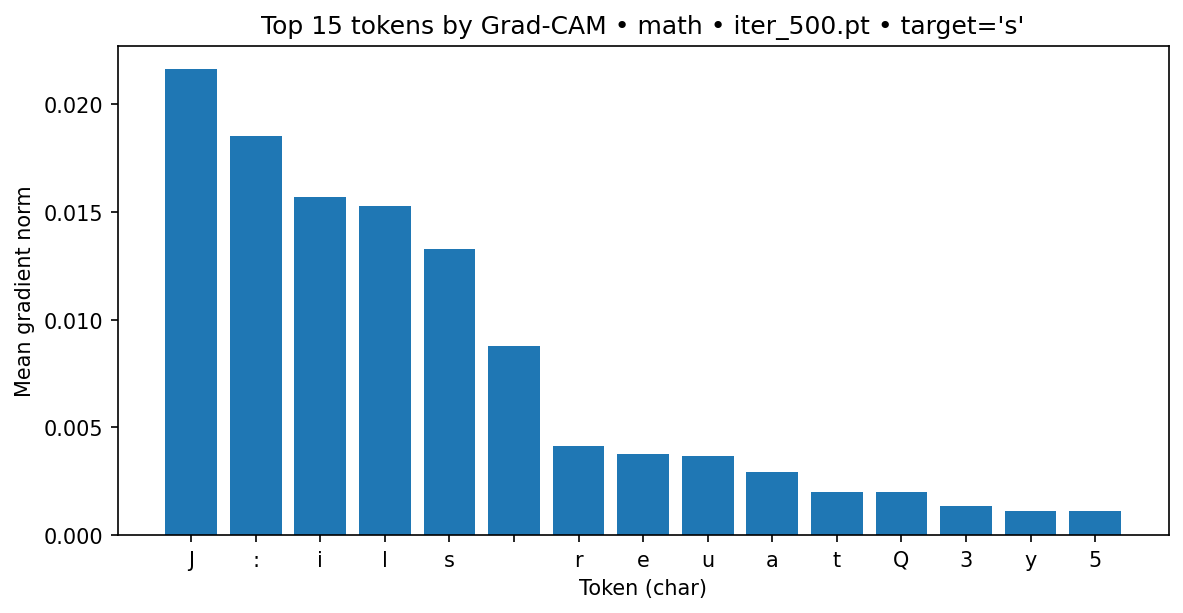 Top 15 tokens by Grad-CAM • math • iter_500.pt • target='s'
0.020
0.015
0.010
0.005
0.000
Mean gradient norm
J : i l s r e u a t Q 3 y 5
Token (char)